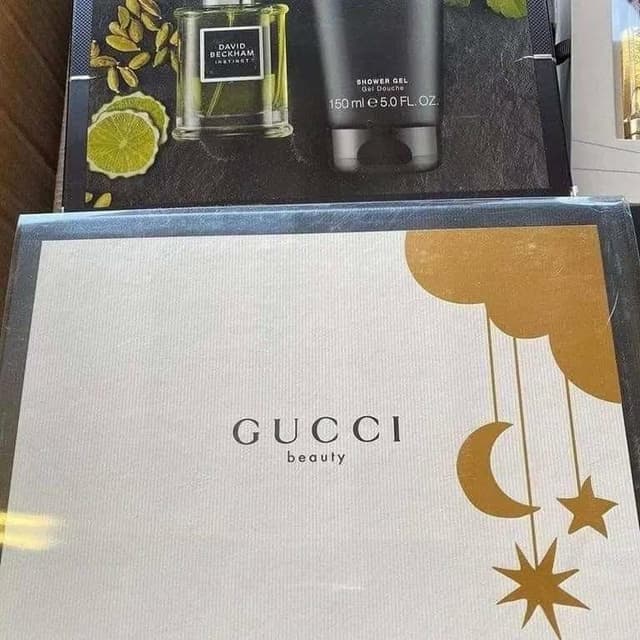 DAVID
BECKHAM
INSTINCT
SHOWER GEL
Gel Douche
150 ml e 5.0 FL. OZ.
GUCCI
beauty